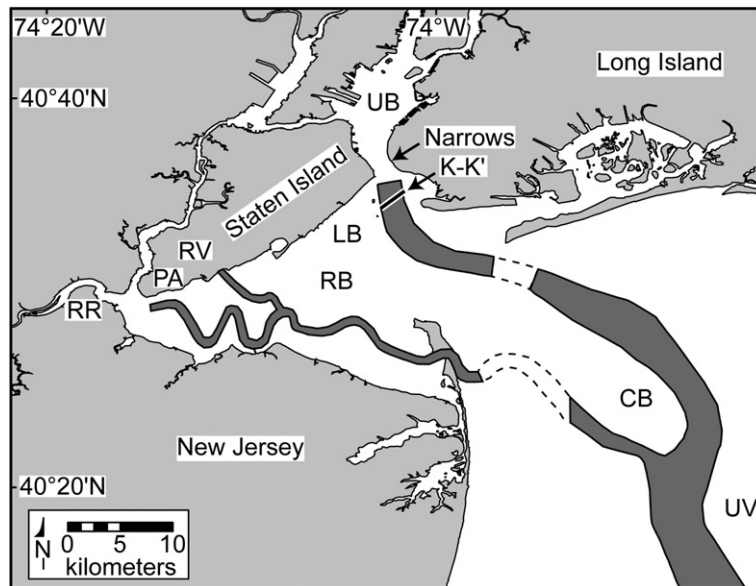 74°20'W
74°W
Long Island
40°40'N
UB
Narrows
K-K'
Staten Island
LB
RV
RB
PA
RR
CB
New Jersey
40°20'N
UV
0 5 10
N
kilometers